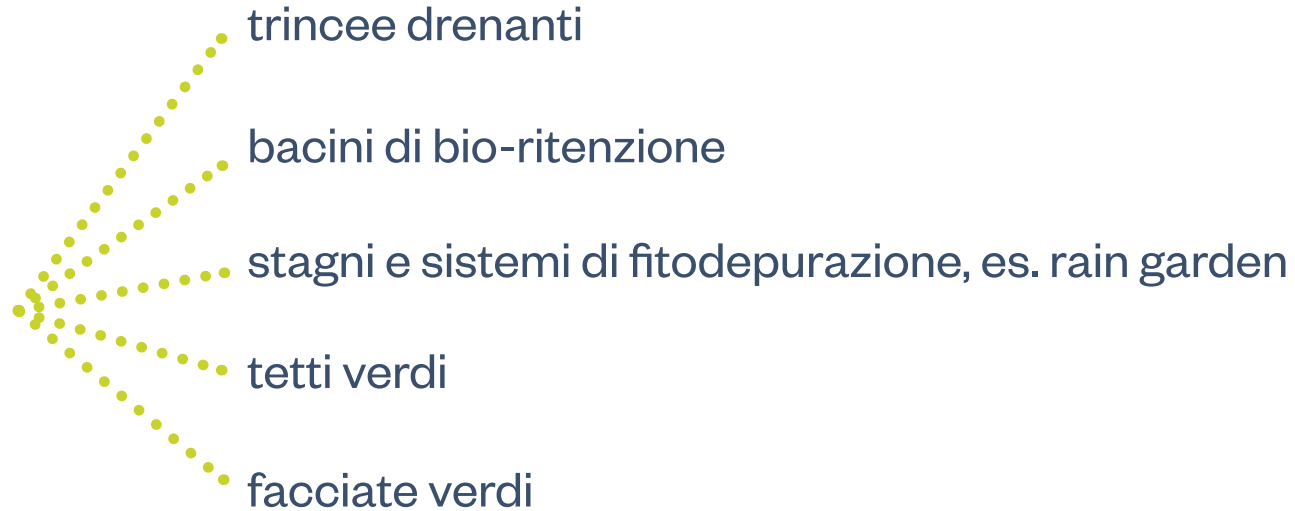 trincee drenanti
bacini di bio-ritenzione
stagni e sistemi di fitodepurazione, es. rain garden
tetti verdi
facciate verdi